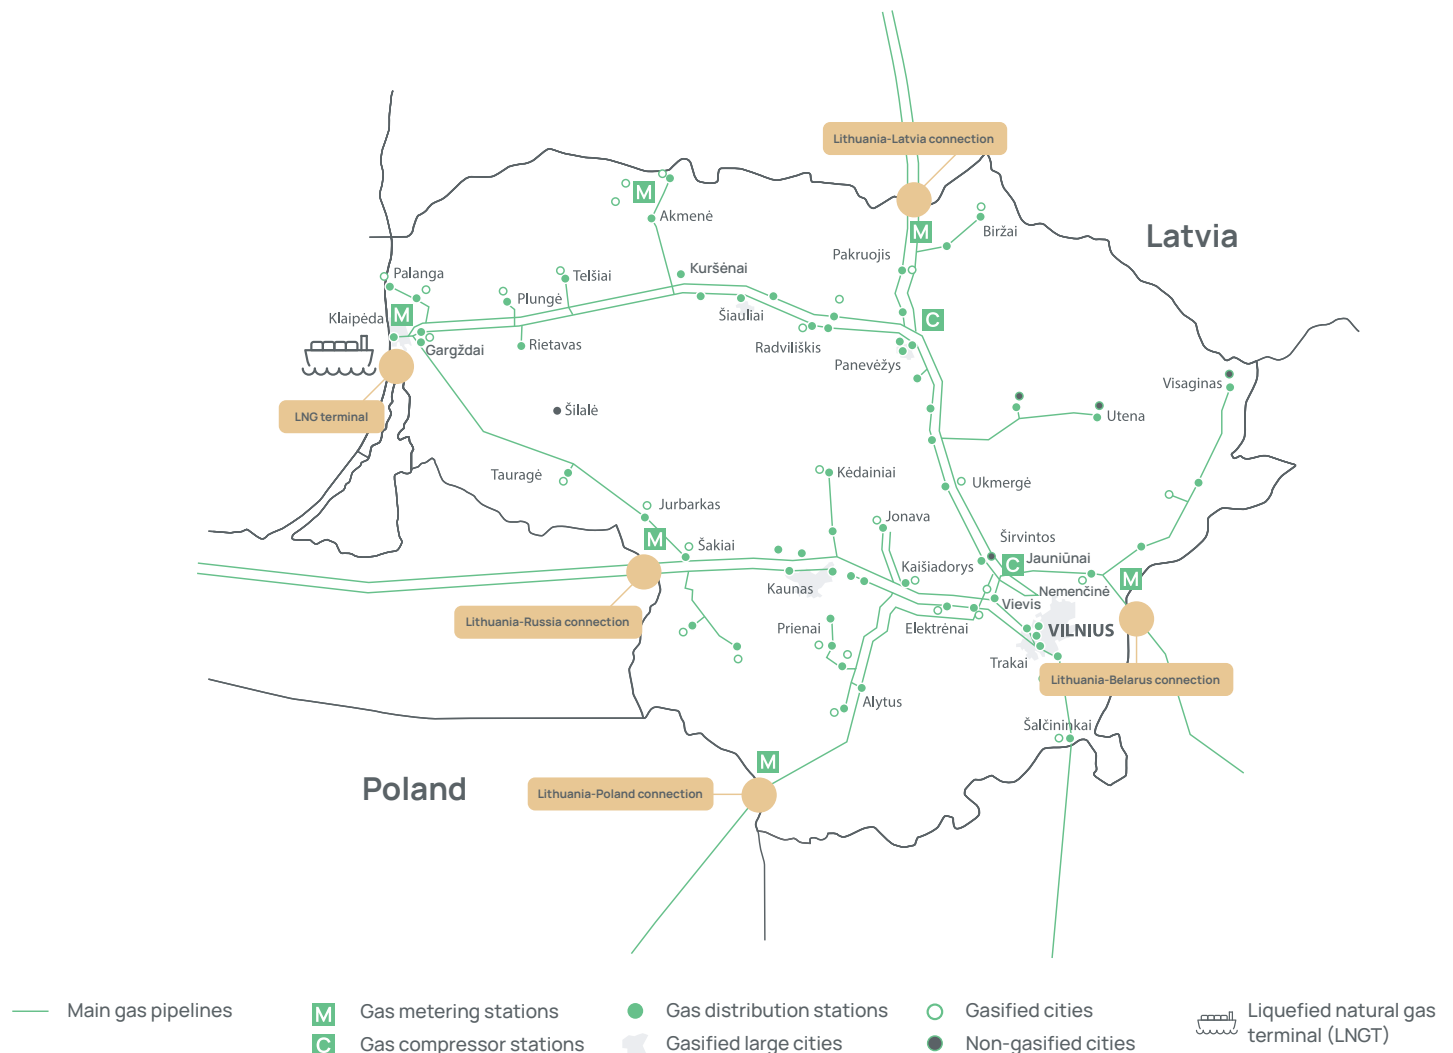 Lithuania-Latvia connection
M
Akmenė
Biržai
Latvia
M
Pakruojis
Palanga
Telšiai
Kuršėnai
Plungė
Klaipėda
M
Šiauliai
C
Gargždai
Rietavas
Radviliškis
Panevėžys
Visaginas
LNG terminal
Šilalė
Utena
Tauragė
Kėdainiai
Ukmergė
Jurbarkas
Jonava
M
Šakiai
Širvintos
C
Jauniūnai
Kaunas
Kaišiadorys
M
Nemenčinė
Vievis
Lithuania-Russia connection
Prienai
Elektrėnai
VILNIUS
Trakai
Lithuania-Belarus connection
Alytus
Šalčininkai
M
Poland
Lithuania-Poland connection
Main gas pipelines
M
Gas metering stations
Gas distribution stations
Gasified cities
Liquefied natural gas
terminal (LNGT)
C
Gas compressor stations
Gasified large cities
Non-gasified cities